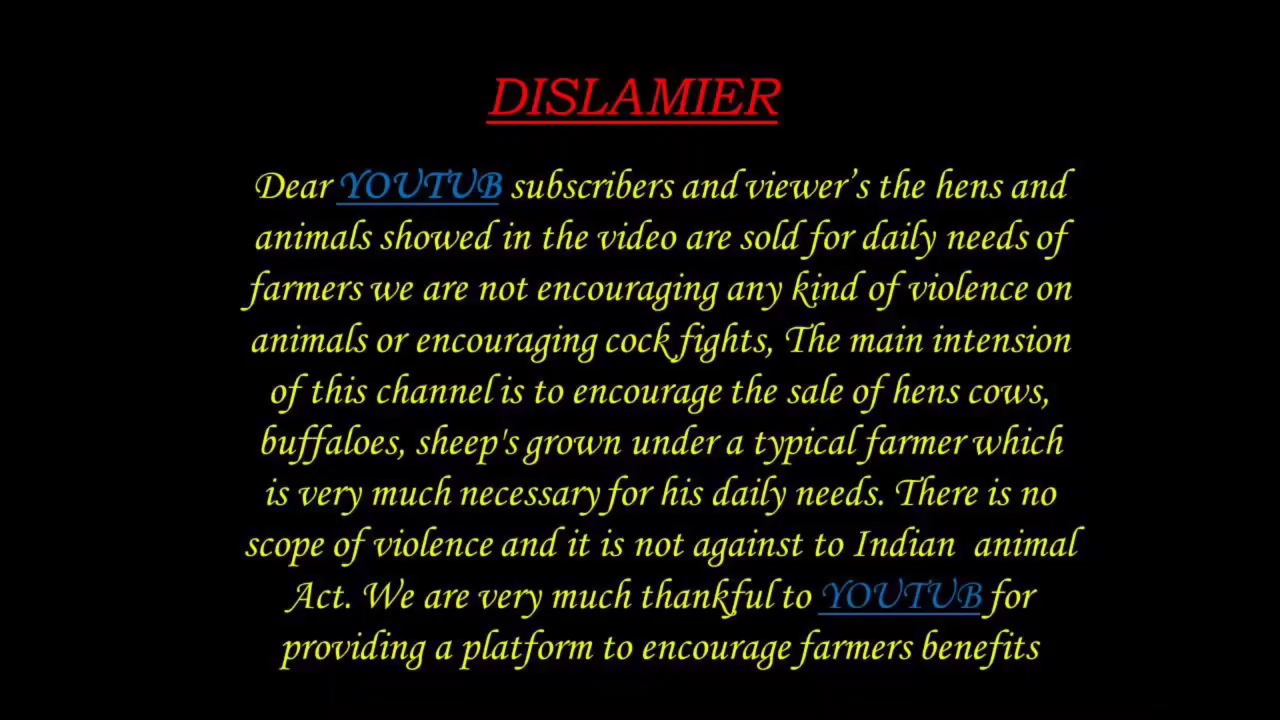 DISLAMIER
Dear YOUTUB subscribers and viewer’s the hens and
animals showed in the video are sold for daily needs of
farmers we are not encouraging any kind of violence on
animals or encouraging cock fights, The main intension
of this channel is to encourage the sale of hens cows,
buffaloes, sheep's grown under a typical farmer which
is very much necessary for his daily needs. There is no
scope of violence and it is not against to Indian animal
Act. We are very much thankful to YOUTUB for
providing a platform to encourage farmers benefits